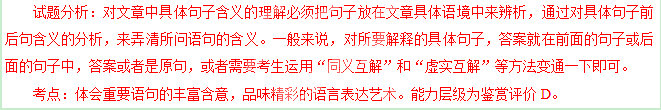 试题分析：对文章中具体句子含义的理解必须把句子放在文章具体语境中来辨析，通过对具体句子前
后句含义的分析，来弄清所问语句的含义。一般来说，对所要解释的具体句子，答案就在前面的句子或后
面的句子中，答案或者是原句，或者需要考生运用“同义互解”和“虚实互解”等方法变通一下即可。
考点：体会重要语句的丰富含意，品味精彩的语言表达艺术。能力层级为鉴赏评价 D。